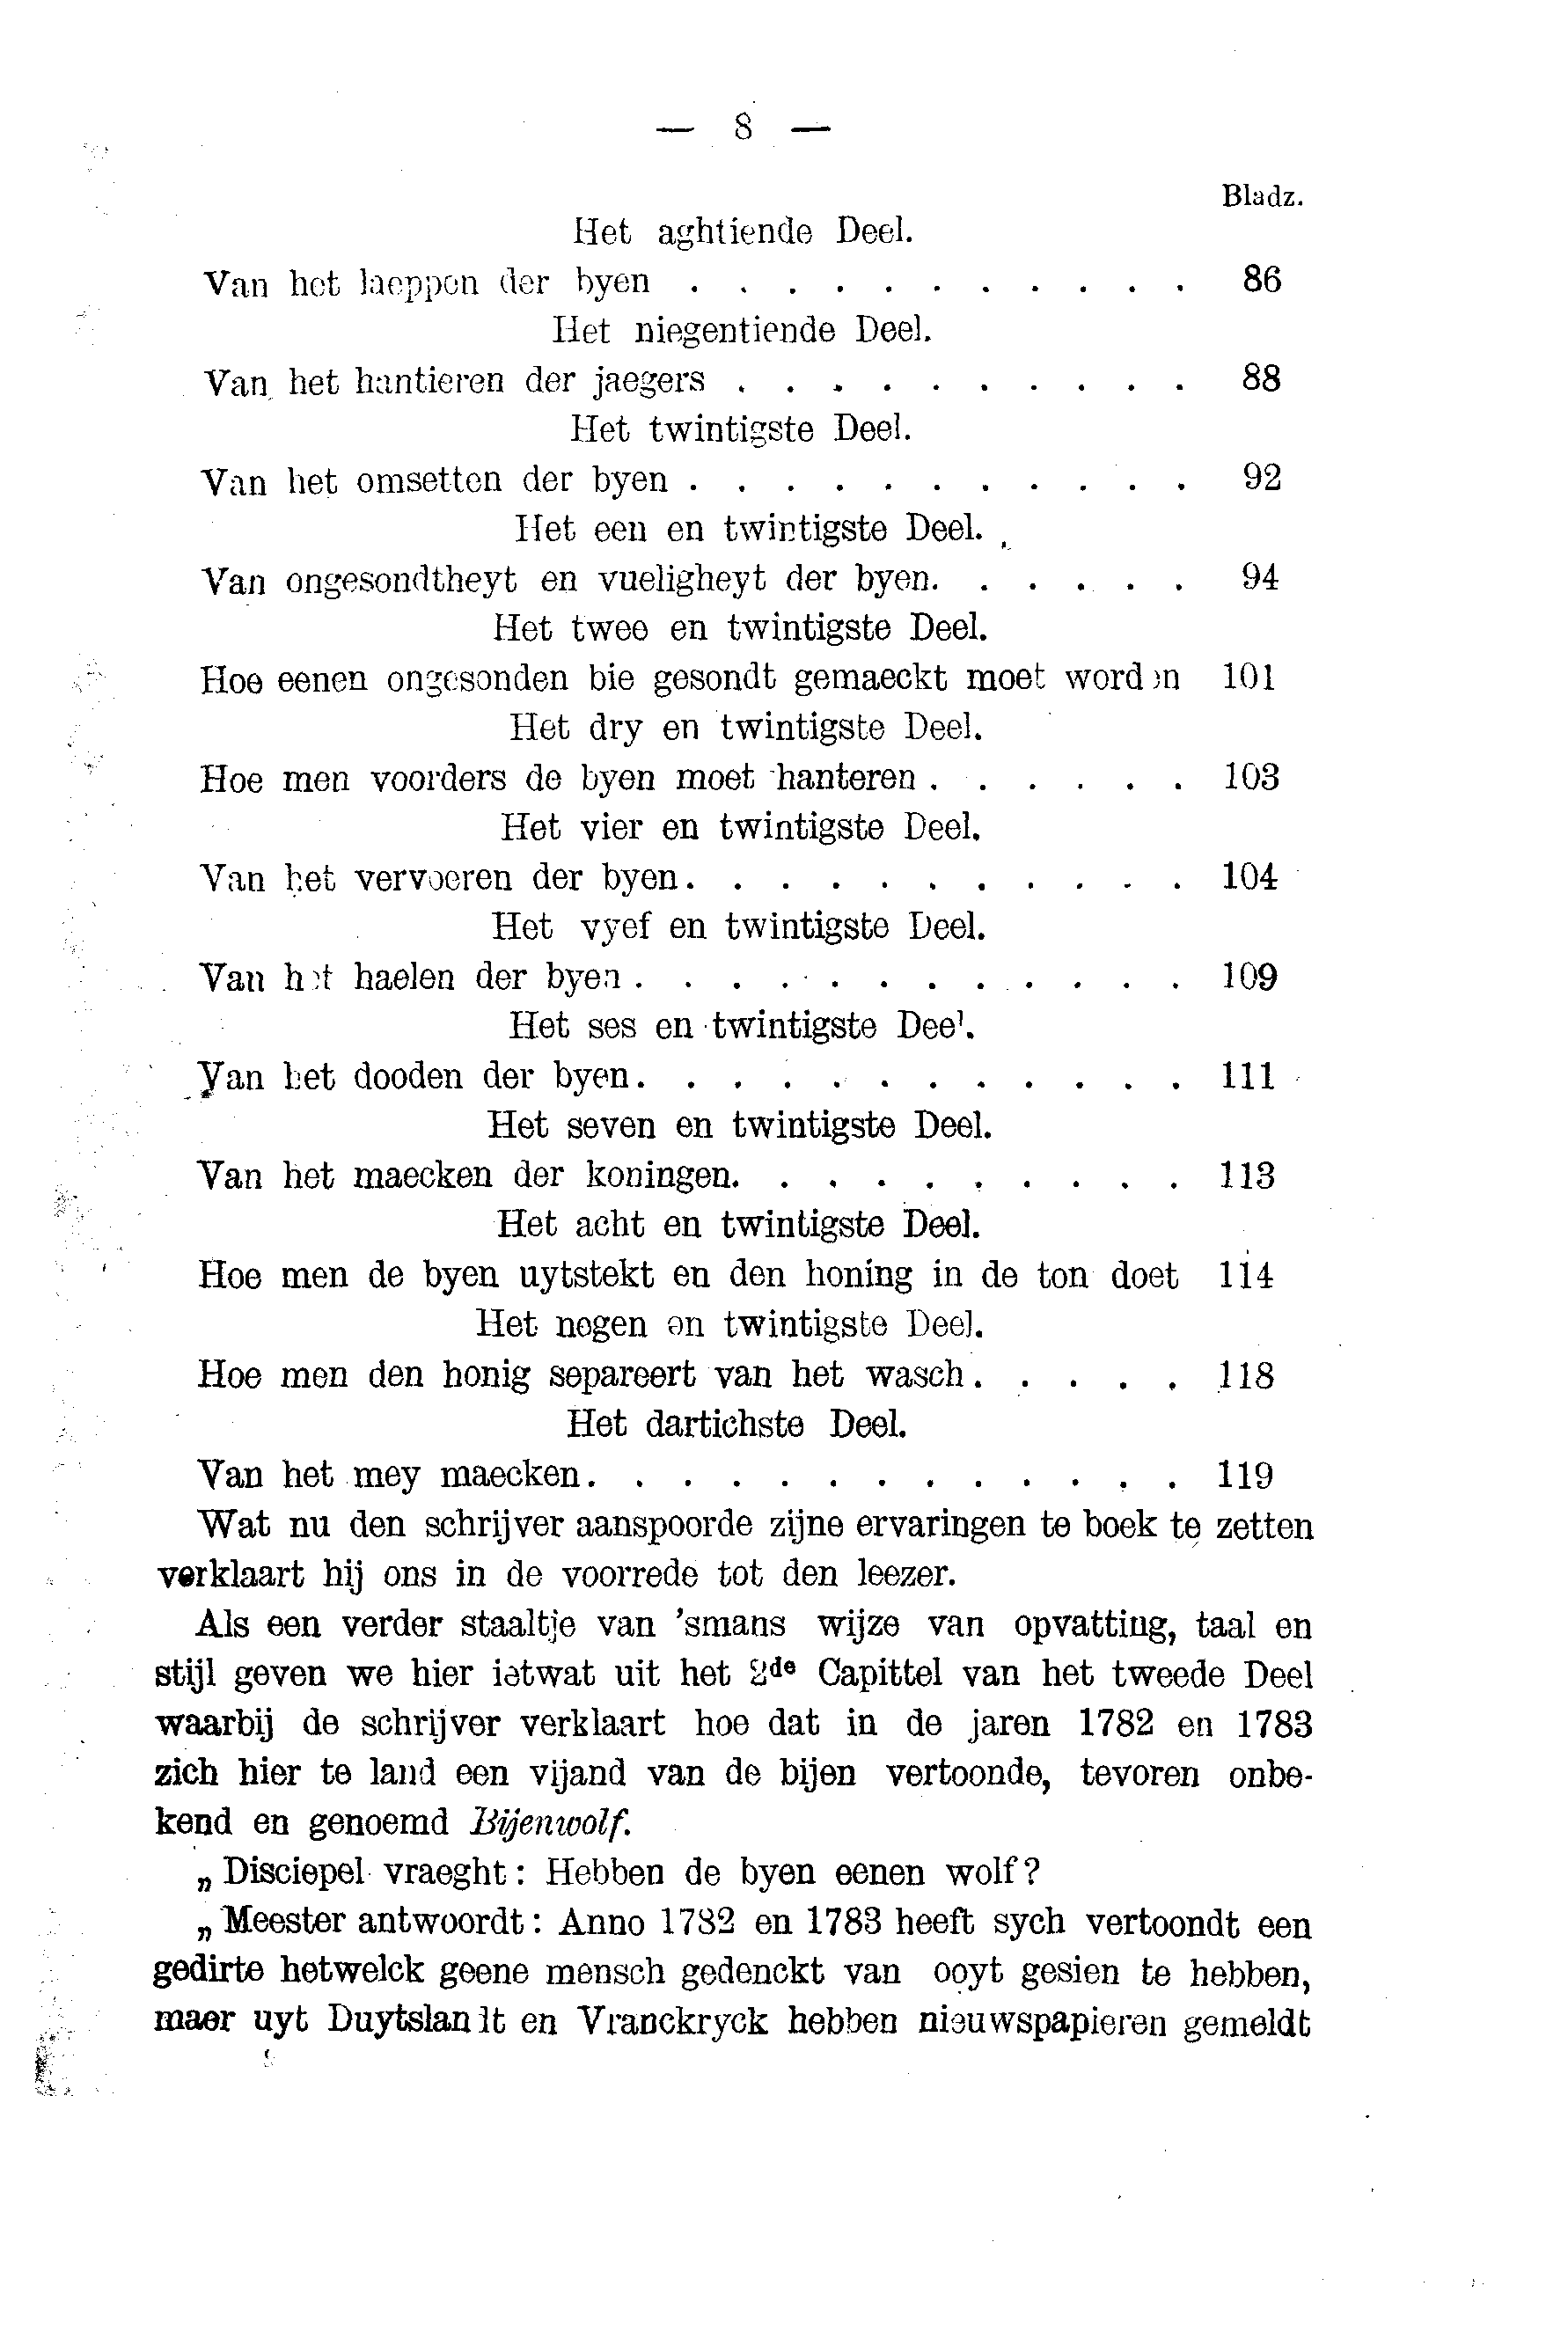 — 8 —
Bladz.
Het aghtiende Deel.
Van het laeppen der byen . . . . . . . . . . . 86
Het niegentiende Deel.
Van het hantieren der jaegers . . . . . . . . . . 88
Het twintigste Deel.
Van het omsetten der byen . . . . . . . . . . . 92
Het een en twintigste Deel.
Van ongesondtheyt en vueligheyt der byen. . . . . . 94
Het twee en twintigste Deel.
Hoe eenen ongesonden bie gesondt gemaeckt moet worden 101
Het dry en twintigste Deel.
Hoe men voorders de byen moet hanteren . . . . . . 103
Het vier en twintigste Deel.
Van het vervoeren der byen. . . . . . . . . . . 104
Het vyef en twintigste Deel.
Van het haelen der byen . . . . . . . . . . . . 109
Het ses en twintigste Deel.
Van het dooden der byen. . . . . . . . . . . . 111
Het seven en twintigste Deel.
Van het maecken der koningen. . . . . . . . . . 113
Het acht en twintigste Deel.
Hoe men de byen uytstekt en den honing in de ton doet 114
Het negen en twintigste Deel.
Hoe men den honig separeert van het wasch . . . . . 118
Het dartichste Deel.
Van het mey maecken. . . . . . . . . . . . . 119
Wat nu den schrijver aanspoorde zijne ervaringen te boek te zetten
verklaart hij ons in de voorrede tot den leezer.
Als een verder staaltje van 'smans wijze van opvatting, taal en
stijl geven we hier ietwat uit het 2de Capittel van het tweede Deel
waarbij de schrijver verklaart hoe dat in de jaren 1782 en 1783
zich hier te land een vijand van de bijen vertoonde, tevoren onbe-
kend en genoemd Bijenwolf.
„Disciepel vraeght: Hebben de byen eenen wolf?
„Meester antwoordt: Anno 1782 en 1783 heeft sych vertoondt een
gedirte hetwelck geene mensch gedenckt van ooyt gesien te hebben,
maer uyt Duytslandt en Vranckryck hebben nieuwspapieren gemeldt